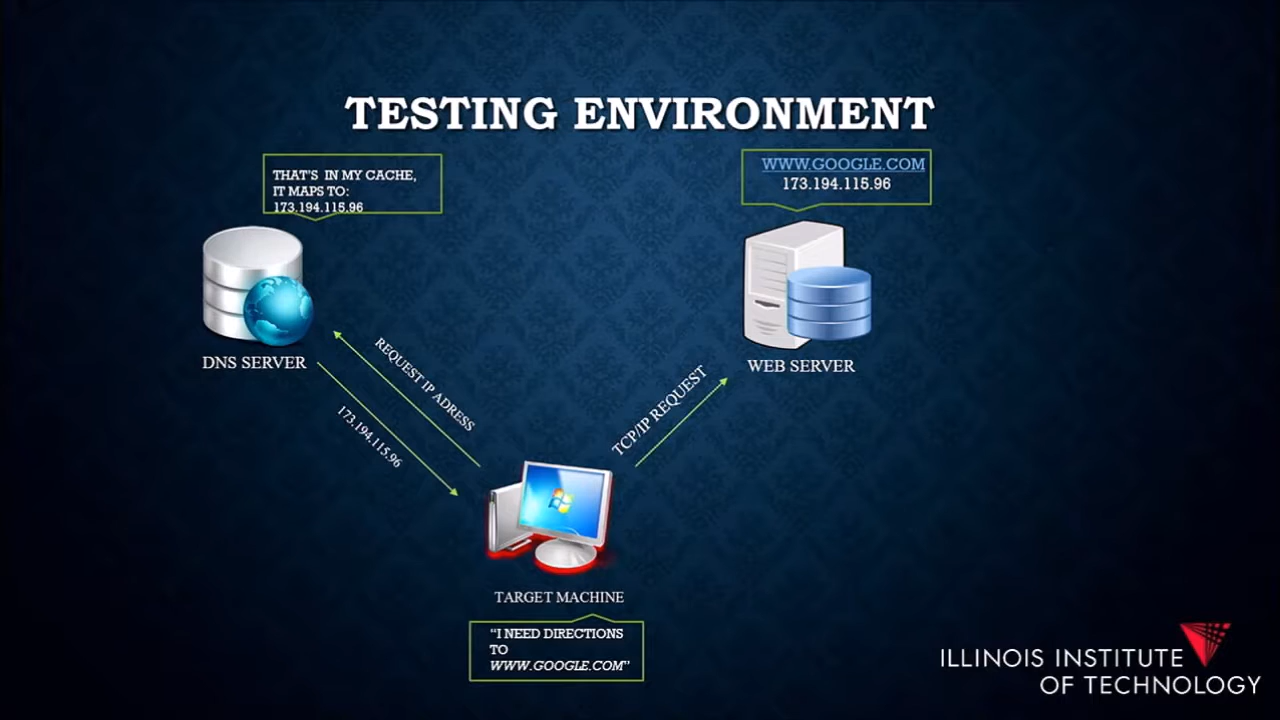 TESTING ENVIRONMENT
THAT'S IN MY CACHE,
IT MAPS TO:
173.194.115.96
WWW.GOOGLE.COM
173.194.115.96
DNS SERVER
WEB SERVER
REQUEST IP ADRESS
173.194.115.96
TCP/IP REQUEST
TARGET MACHINE
“I NEED DIRECTIONS
TO
WWW.GOOGLE.COM”
ILLINOIS INSTITUTE
OF TECHNOLOGY